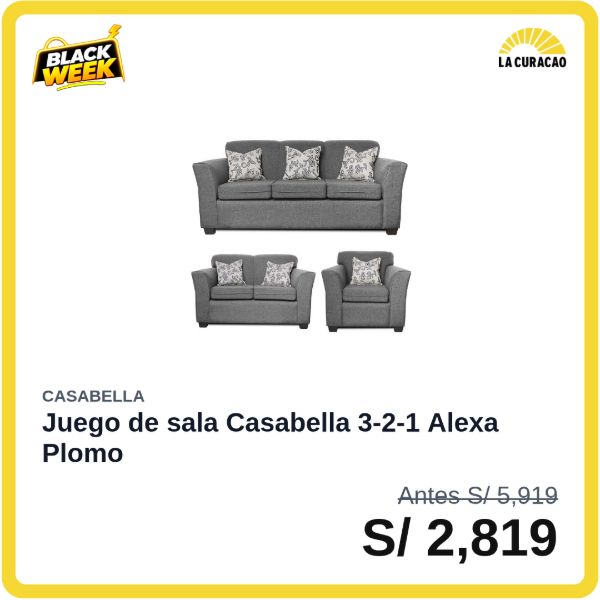 BLACK
WEEK
LA CURACAO
CASABELLA
Juego de sala Casabella 3-2-1 Alexa
Plomo
Antes S/ 5,919
S/ 2,819